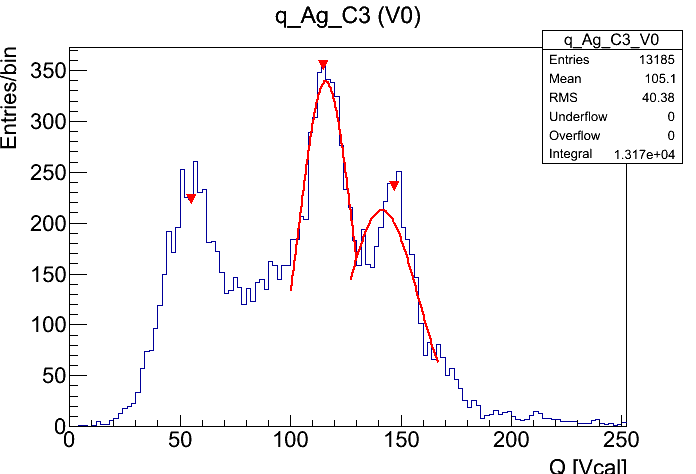 q_Ag_C3 (V0)
q_Ag_C3_V0
Entries 13185
Mean 105.1
RMS 40.38
Underflow 0
Overflow 0
Integral 1.317e+04
Entries/bin
350
300
250
200
150
100
50
0
0 50 100 150 200 250
Q [Vcal]